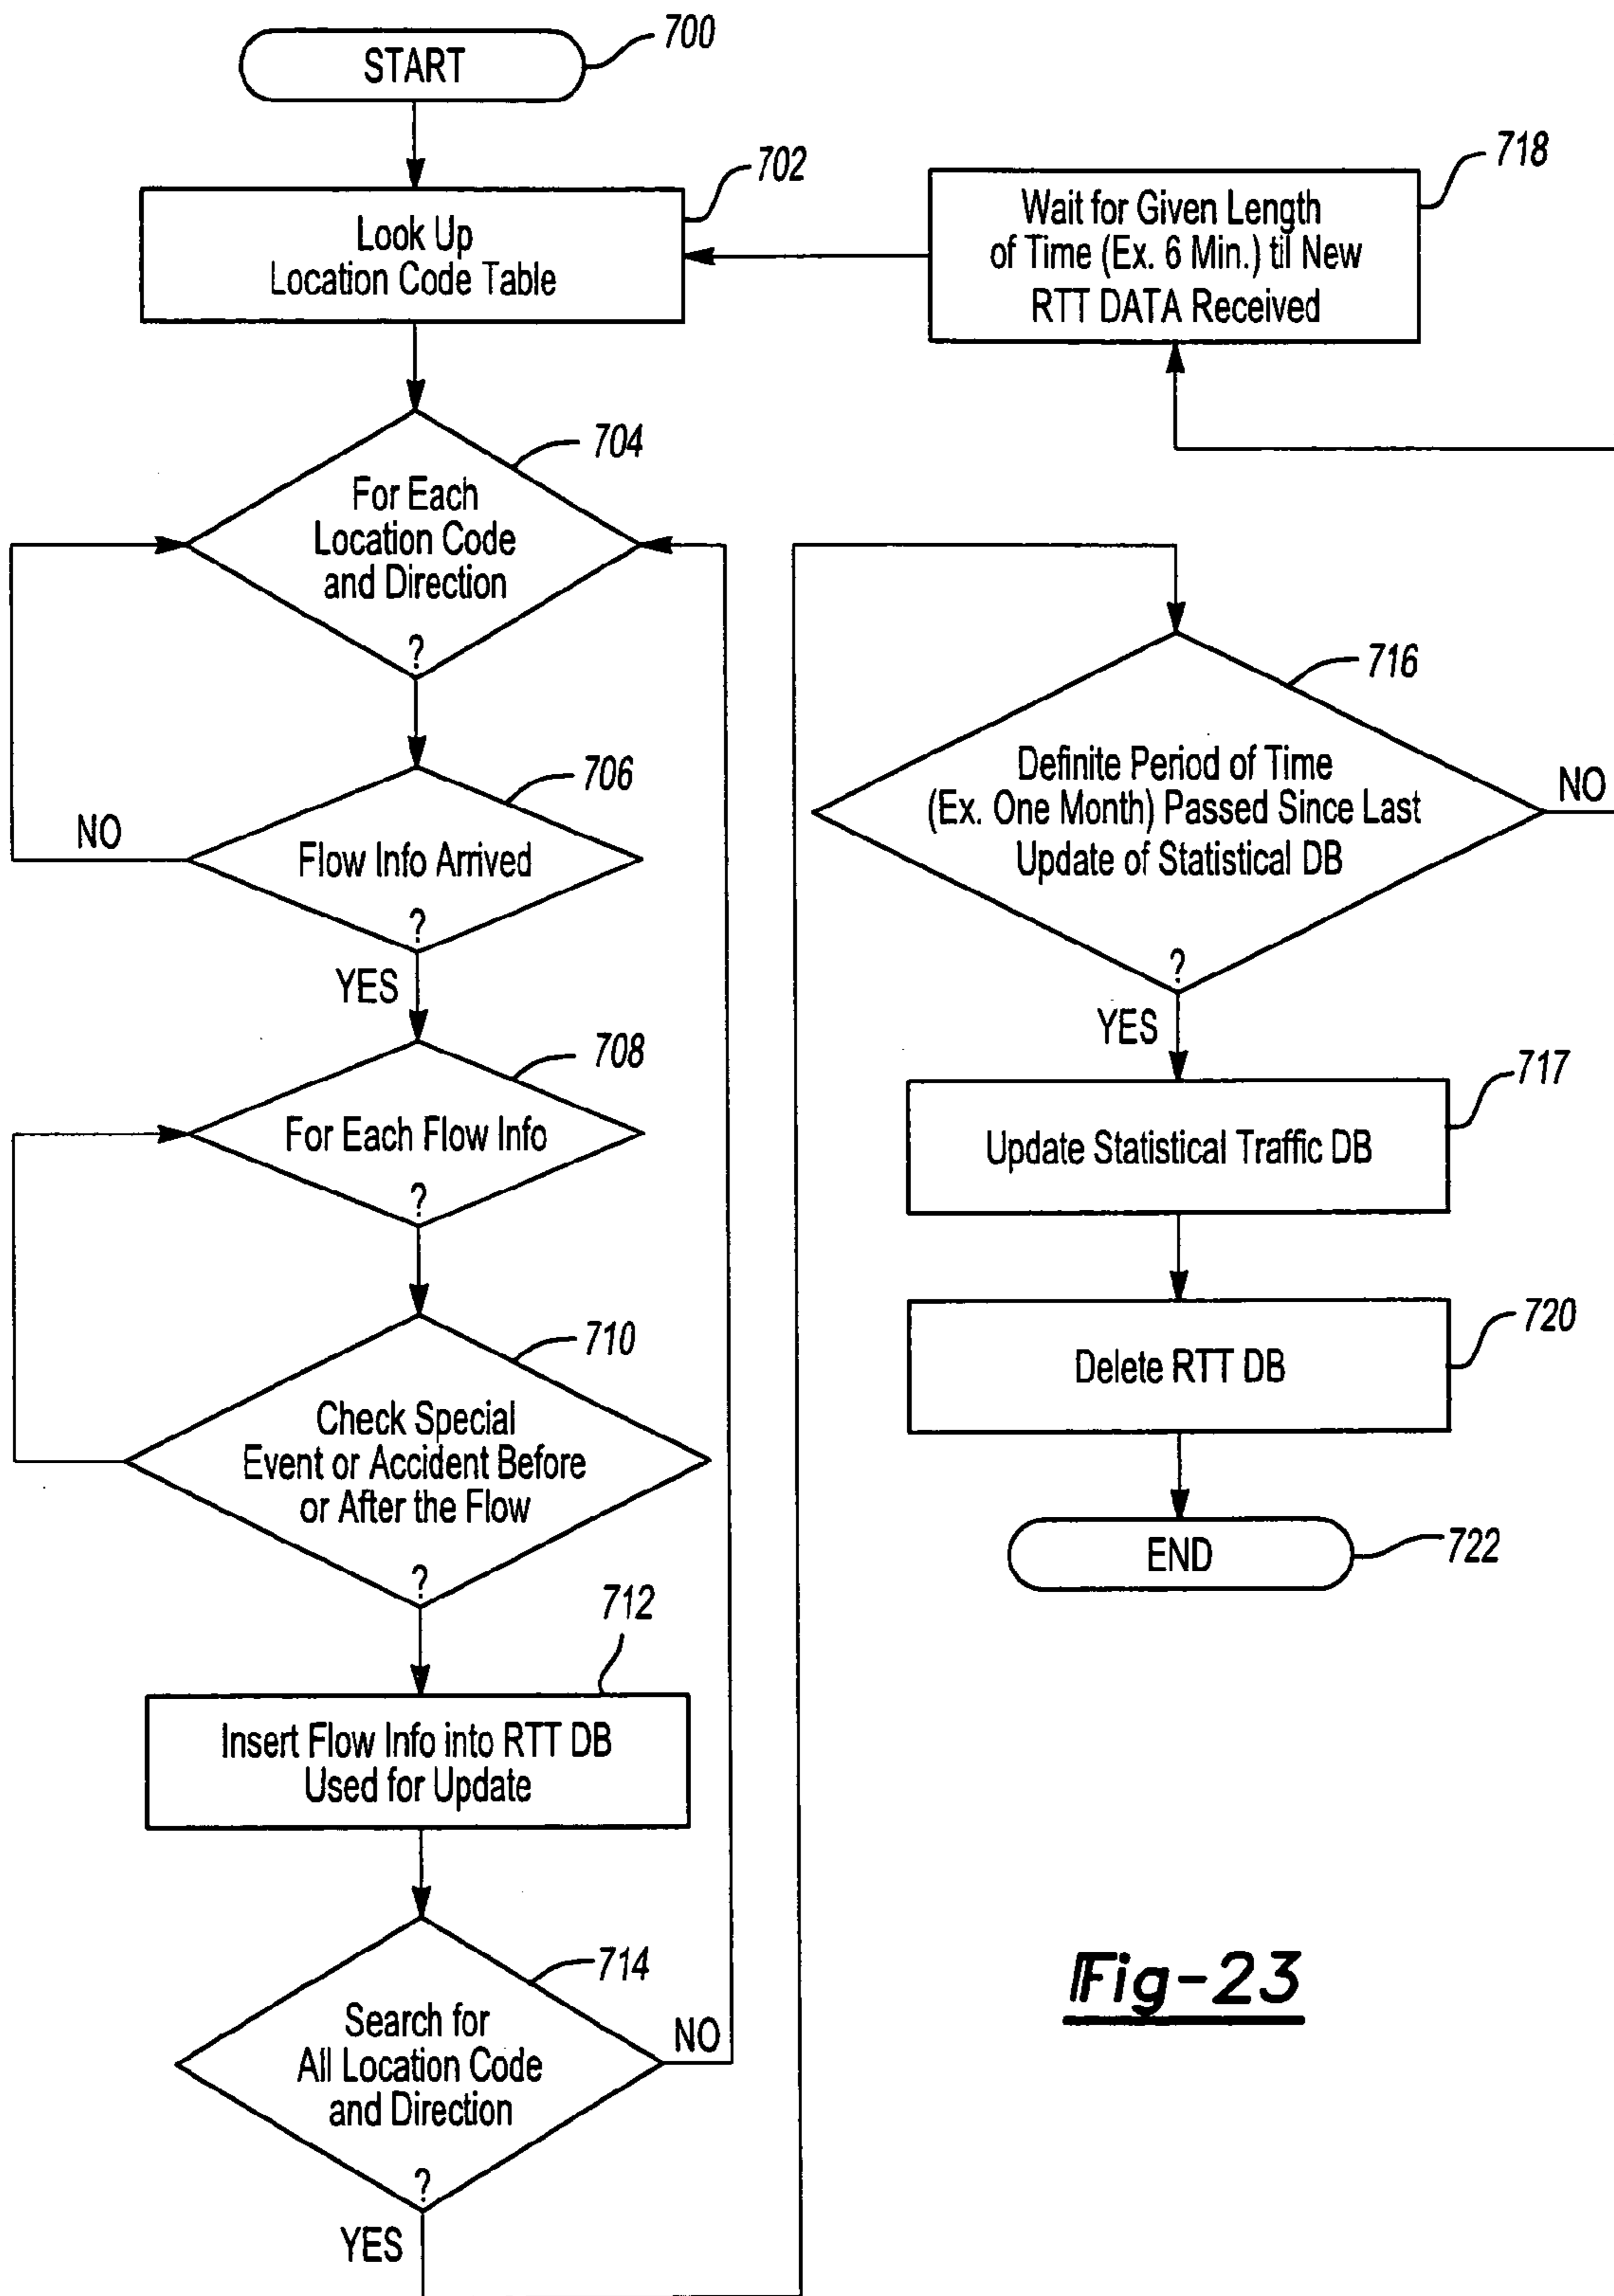 START
700
702
Look Up
Location Code Table
718
Wait for Given Length
of Time (Ex. 6 Min.) til New
RTT DATA Received
704
For Each
Location Code
and Direction
?
706
NO
Flow Info Arrived
?
YES
708
For Each Flow Info
?
710
Check Special
Event or Accident Before
or After the Flow
?
712
Insert Flow Info into RTT DB
Used for Update
714
Search for
All Location Code
and Direction
?
NO
YES
716
Definite Period of Time
(Ex. One Month) Passed Since Last
Update of Statistical DB
?
NO
YES
717
Update Statistical Traffic DB
720
Delete RTT DB
END
722
Fig-23